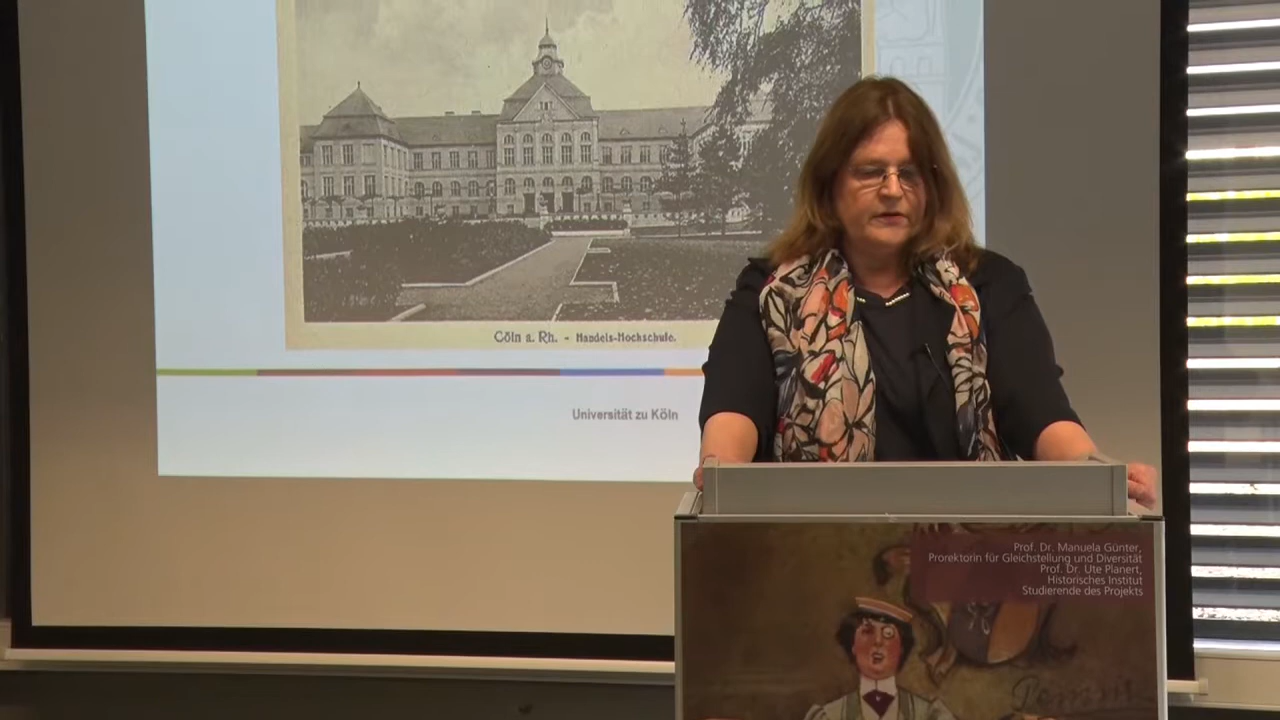 Cöln a. Rh. - Handels-Hochschule.
Universität zu Köln
Prof. Dr. Manuela Günter,
Prorektorin für Gleichstellung und Diversität
Prof. Dr. Ute Planert,
Historisches Institut
Studierende des Projekts